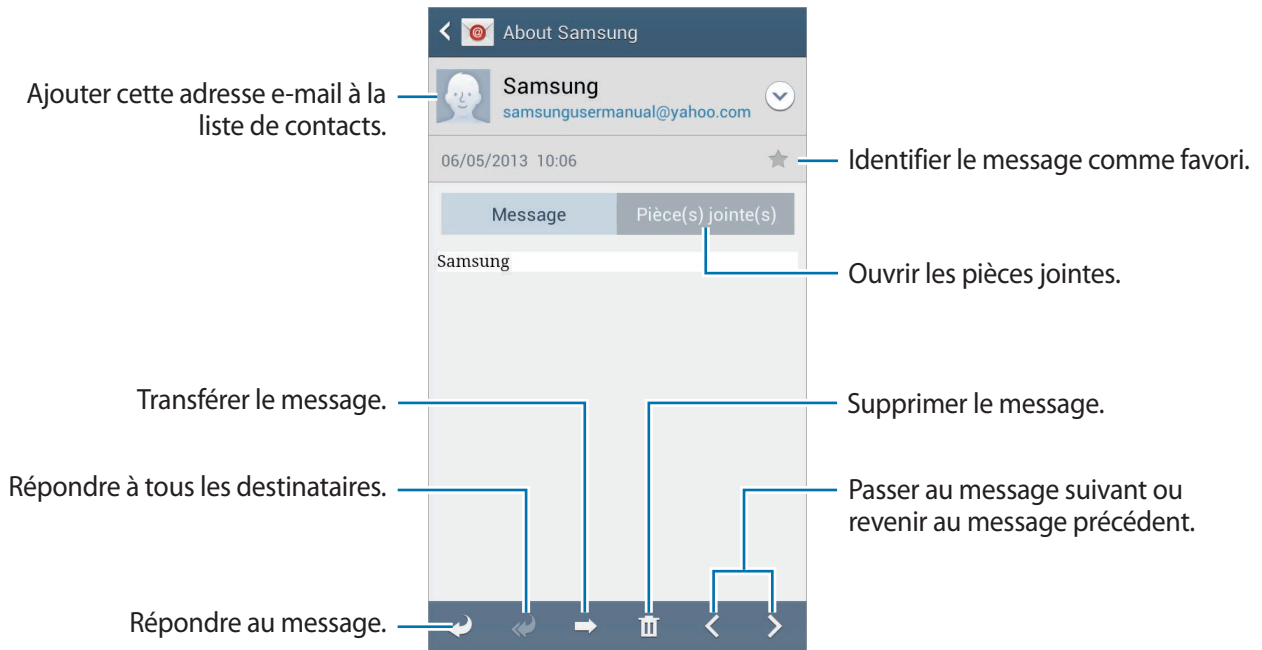 About Samsung
Ajouter cette adresse e-mail à la
liste de contacts.
Samsung
samsungusermanual@yahoo.com
06/05/2013 10:06
Identifier le message comme favori.
Message
Pièce(s) jointe(s)
Samsung
Ouvrir les pièces jointes.
Transférer le message.
Supprimer le message.
Répondre à tous les destinataires.
Passer au message suivant ou
revenir au message précédent.
Répondre au message.